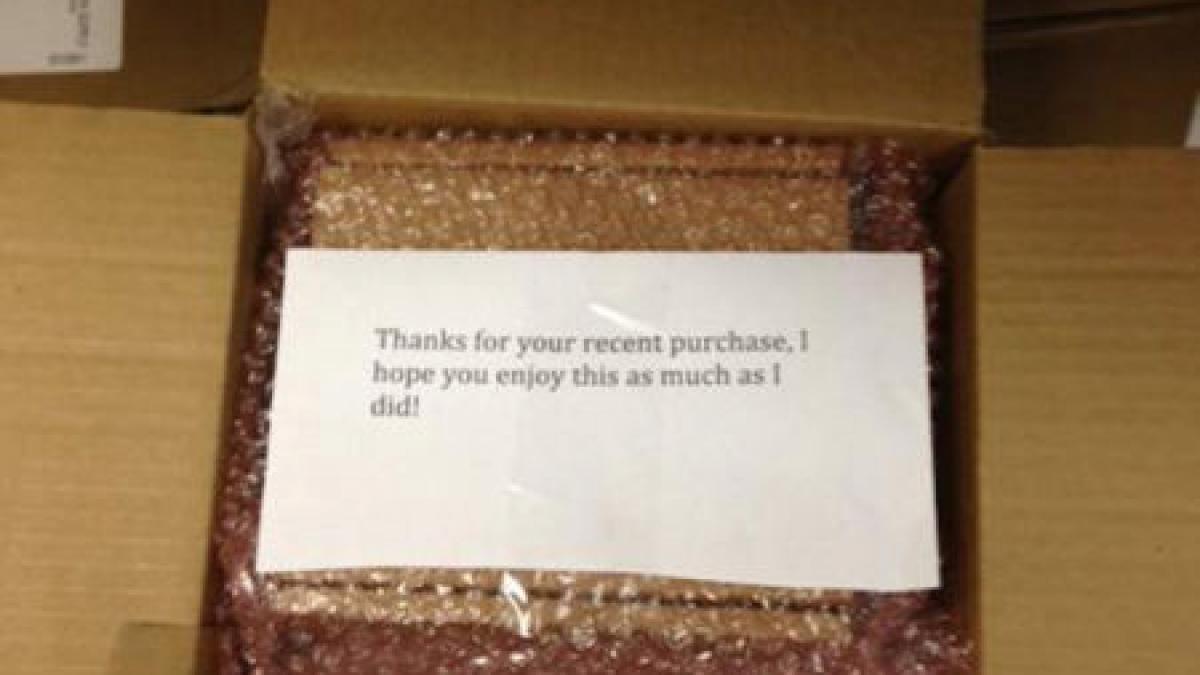 Thanks for your recent purchase, I
hope you enjoy this as much as I
did!